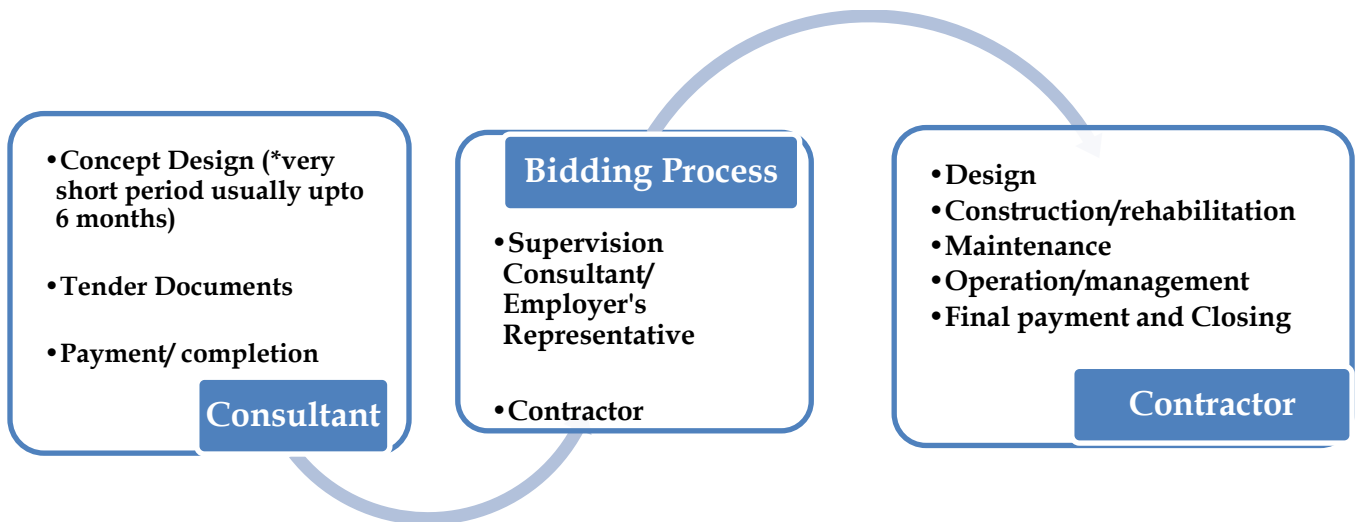 •Concept Design (*very
short period usually upto
6 months)
•Tender Documents
•Payment/ completion
Consultant
Bidding Process
•Supervision
Consultant/
Employer's
Representative
•Contractor
•Design
•Construction/rehabilitation
•Maintenance
•Operation/management
•Final payment and Closing
Contractor